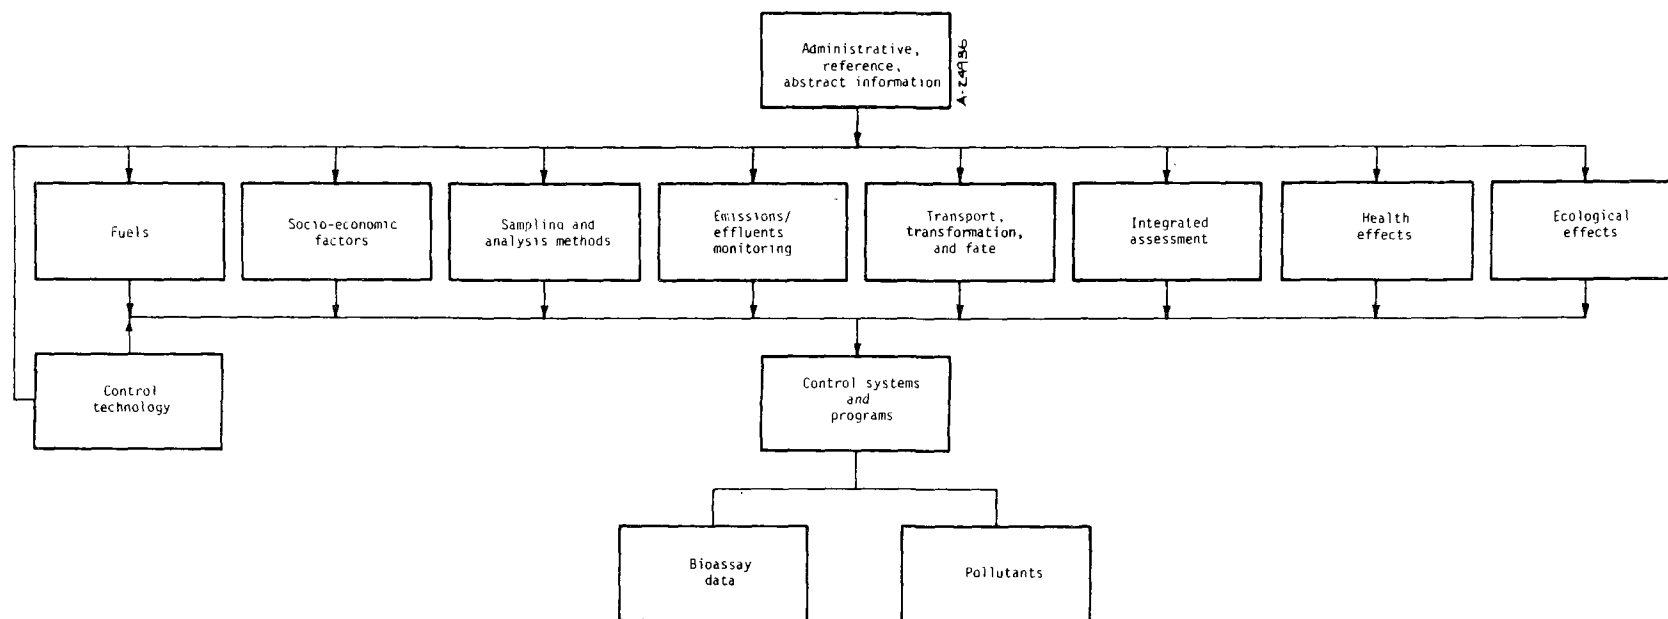 Administrative,
reference,
abstract information
A-24936
Fuels
Socio-economic
factors
Sampling and
analysis methods
Emissions/
effluents
monitoring
Transport,
transformation,
and fate
Integrated
assessment
Health
effects
Ecological
effects
Control
technology
Control systems
and
programs
Bioassay
data
Pollutants